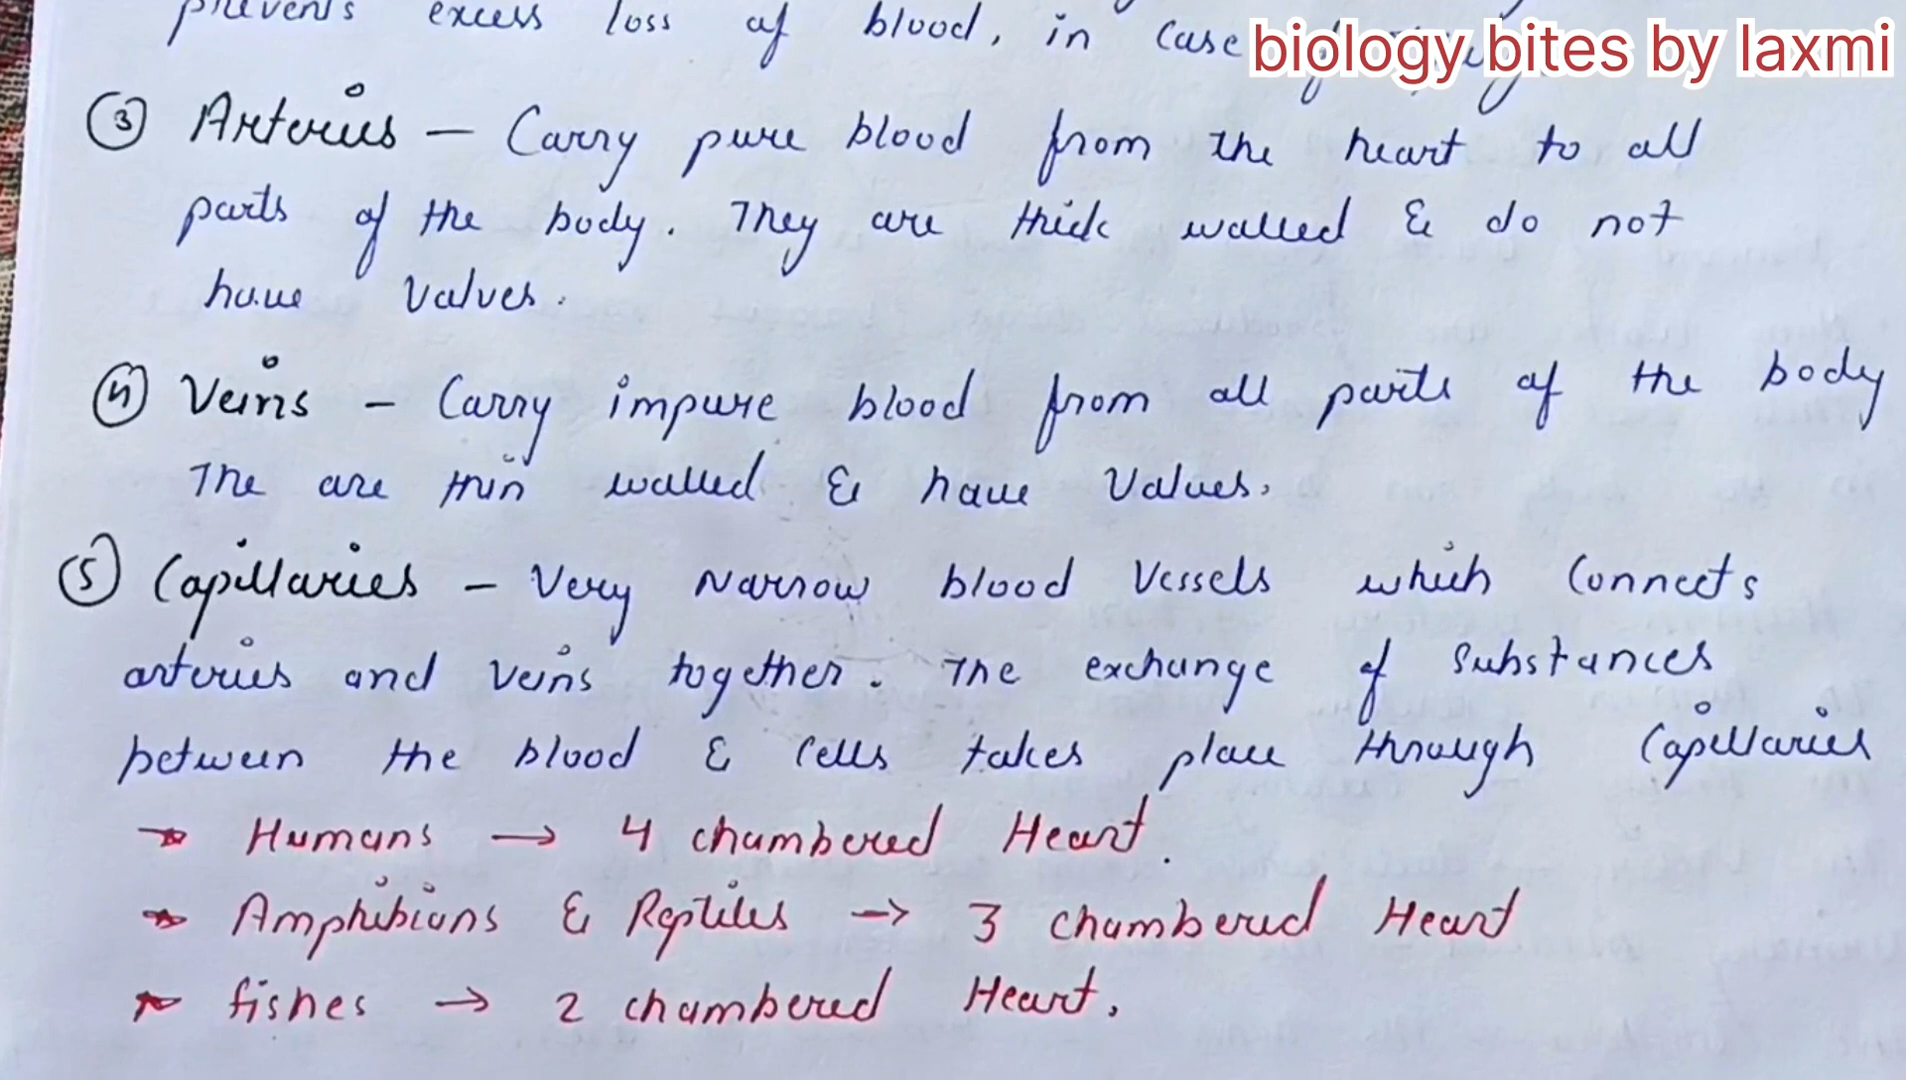 prevents excess loss of blood, in case
biology bites by laxmi
③ Arteries – Carry pure blood from the heart to all
parts of the body. They are thick walled & do not
have valves.
④ Veins – Carry impure blood from all parts of the body
The are thin walled & have Valves.
⑤ Capillaries – Very Narrow blood Vessels which Connects
arteries and veins together. The exchange of substances
between the blood & cells takes place through Capillaries
→ Humans → 4 chambered Heart.
→ Amphibians & Reptiles → 3 chambered Heart
→ fishes → 2 chambered Heart.